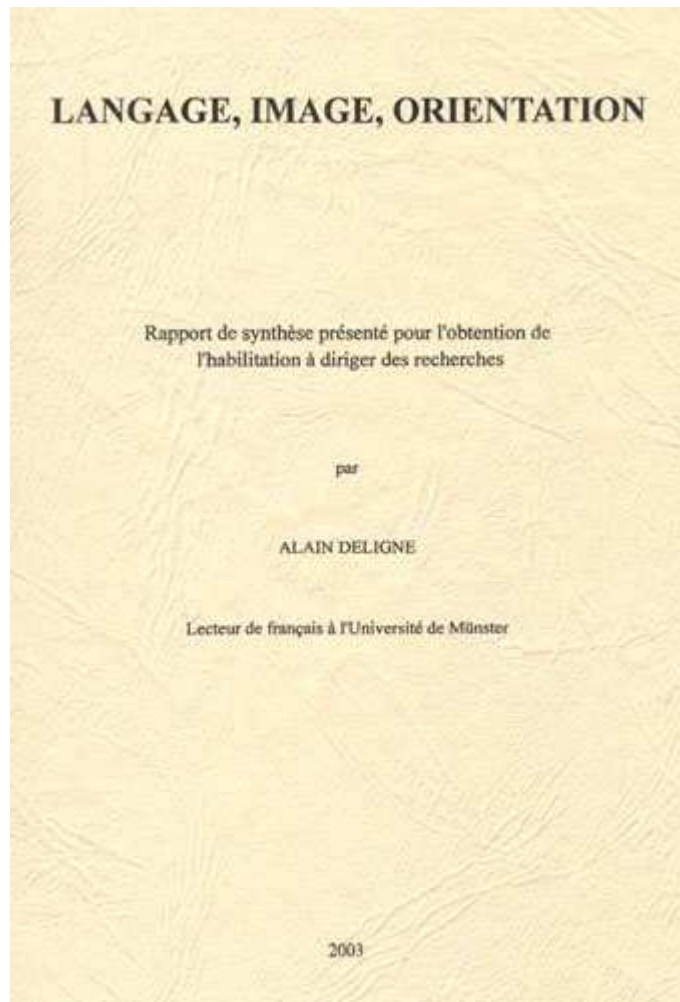 LANGAGE, IMAGE, ORIENTATION
Rapport de synthèse présenté pour l'obtention de
l'habilitation à diriger des recherches
par
ALAIN DELIGNE
Lecteur de français à l'Université de Münster
2003